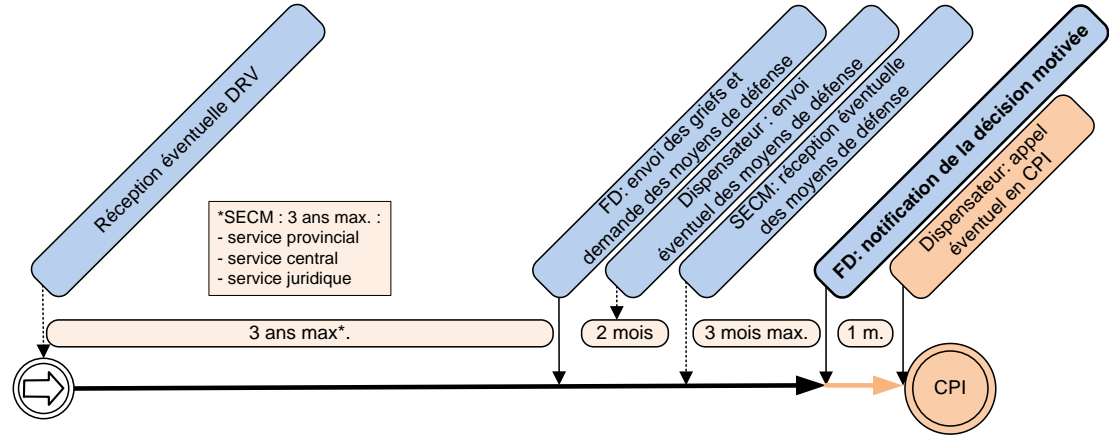 Réception éventuelle DRV
*SECM : 3 ans max. :
- service provincial
- service central
- service juridique
FD: envoi des griefs et
demande des moyens de défense
Dispensateur : envoi
éventuel des moyens de défense
SECM: réception éventuelle
des moyens de défense
FD: notification de la décision motivée
Dispensateur: appel
éventuel en CPI
3 ans max*.
2 mois
3 mois max.
1 m.
CPI